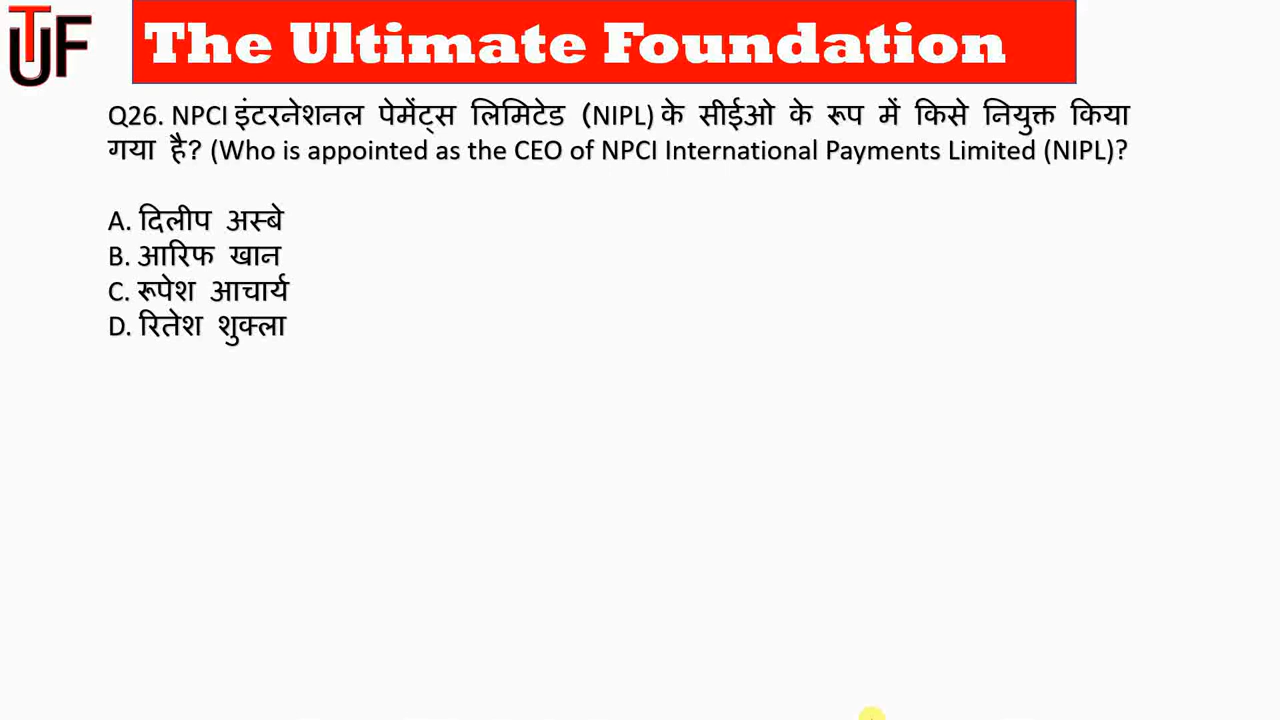 TUF
The Ultimate Foundation
Q26. NPCI इंटरनेशनल पेमेंट्स लिमिटेड (NIPL) के सीईओ के रूप में किसे नियुक्त किया
गया है? (Who is appointed as the CEO of NPCI International Payments Limited (NIPL)?
A. दिलीप अस्बे
B. आरिफ खान
C. रूपेश आचार्य
D. रितेश शुक्ला